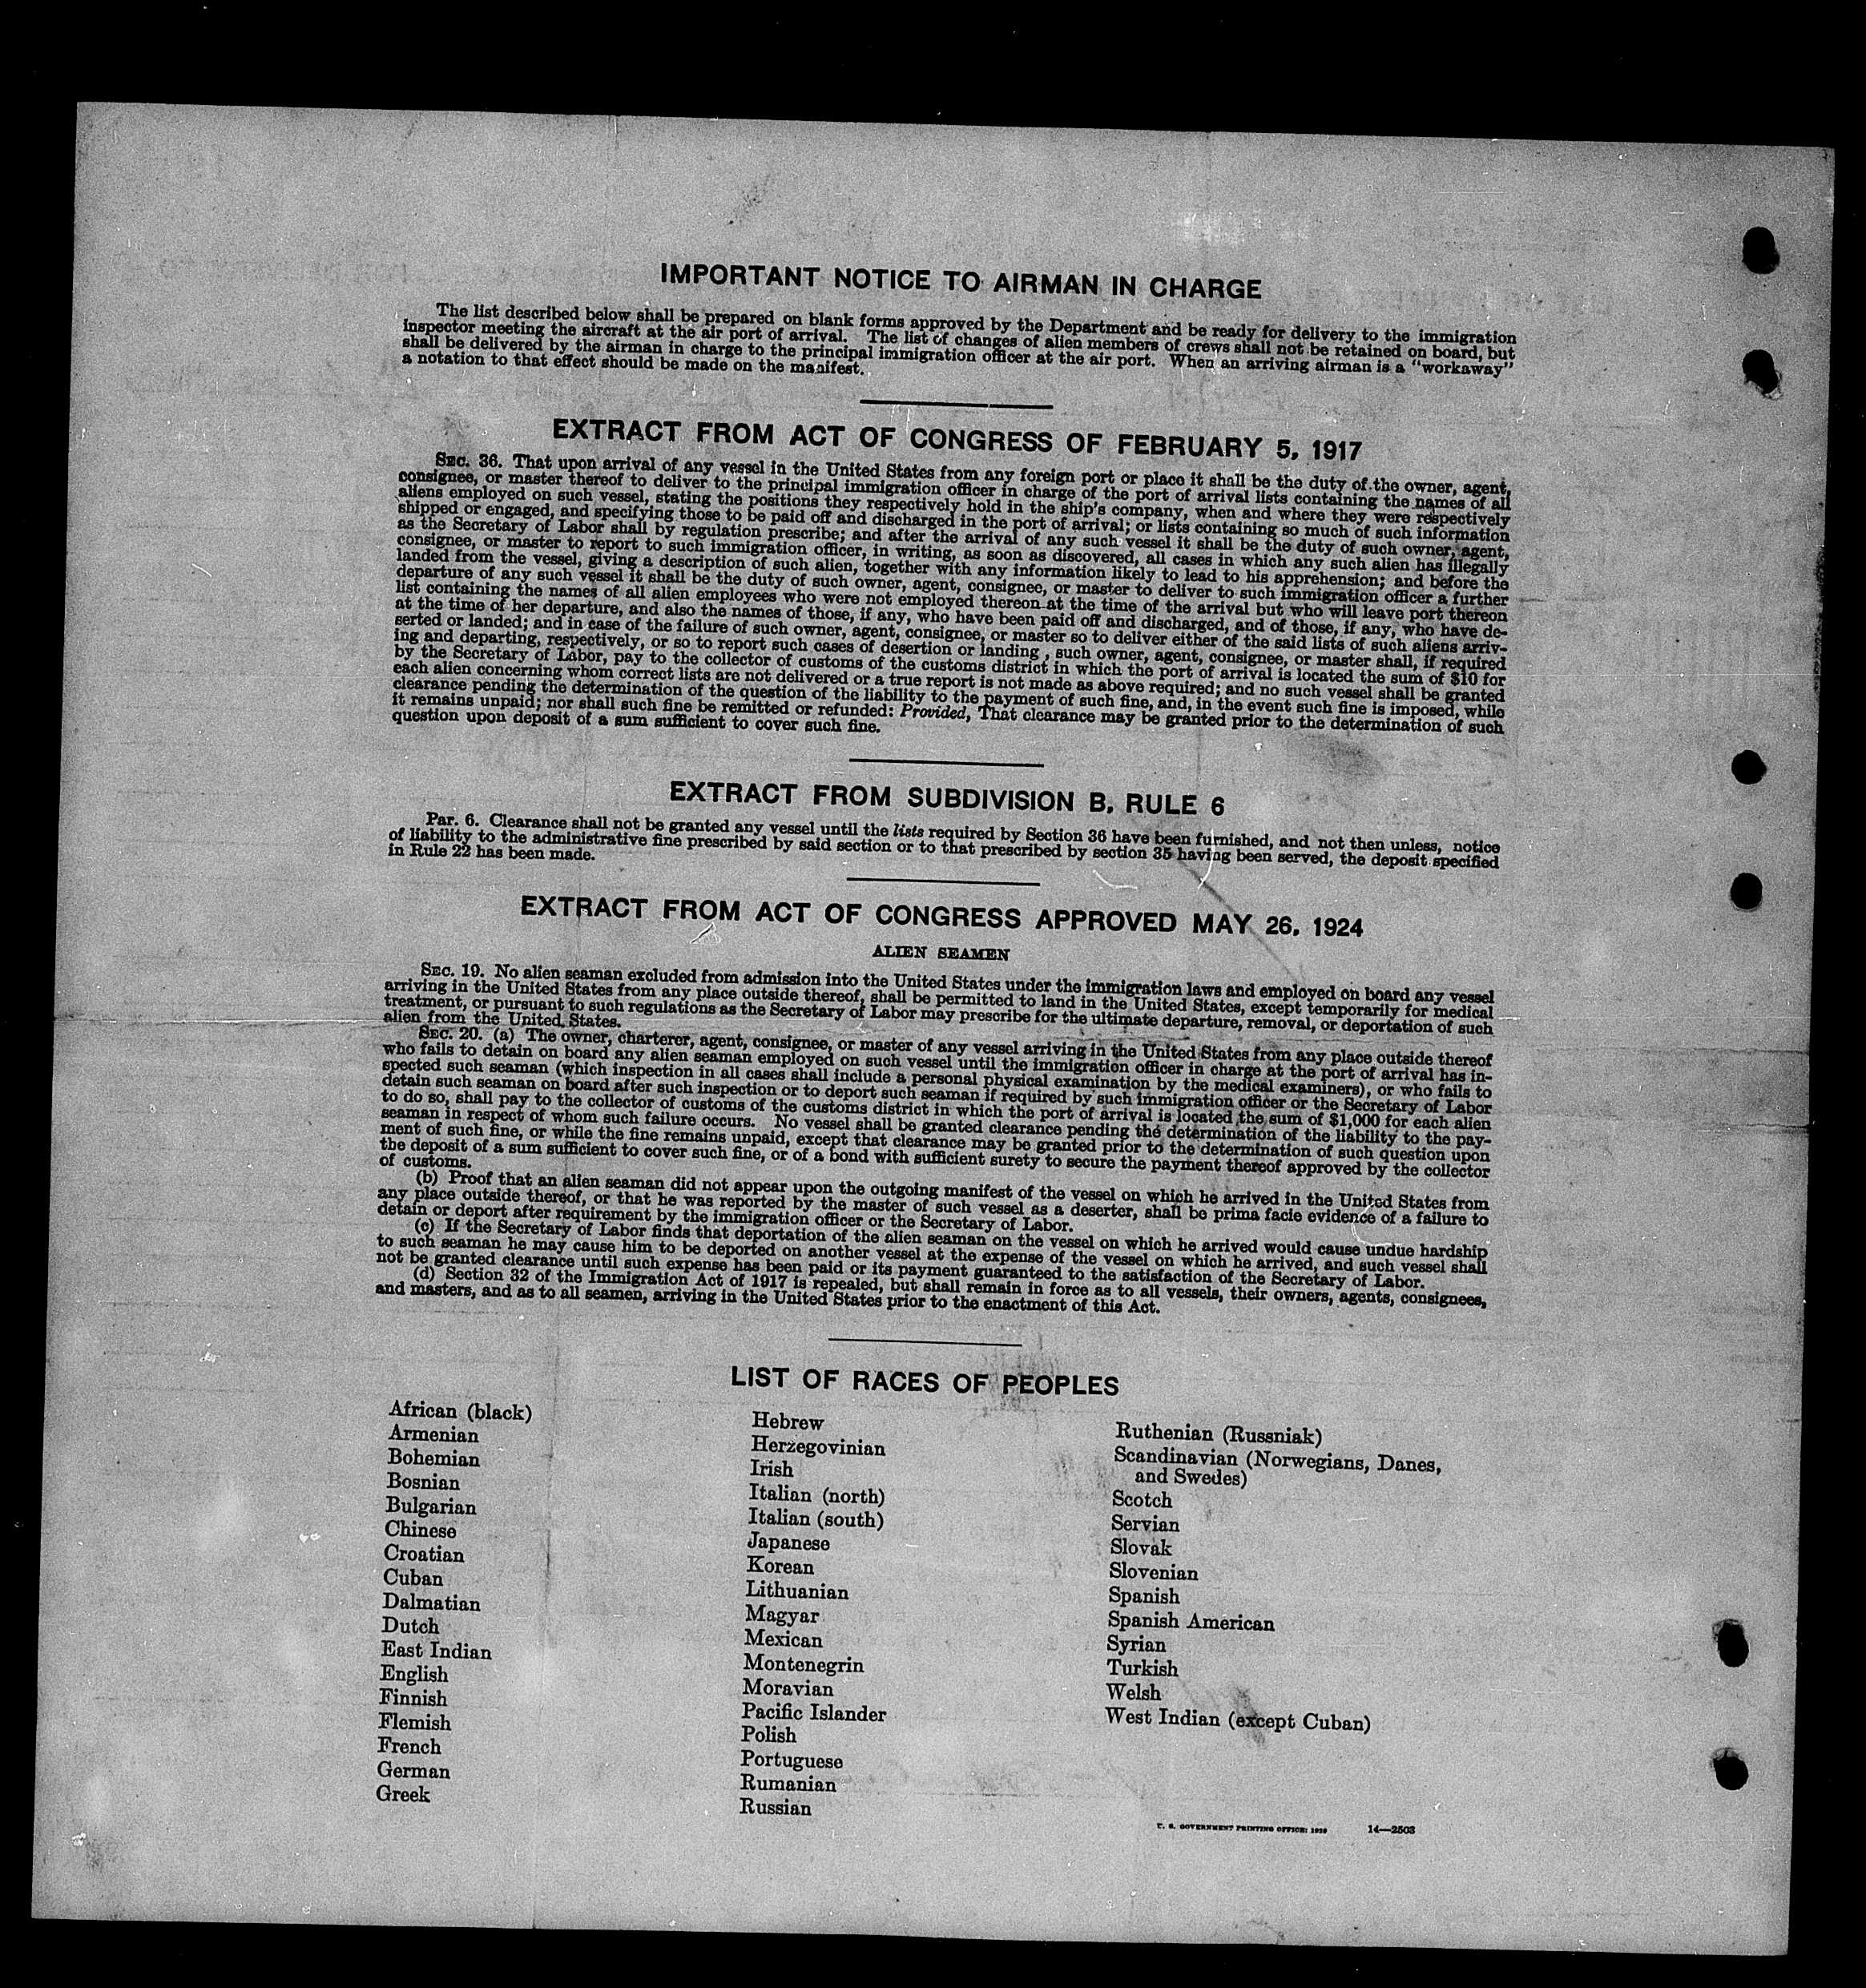 IMPORTANT NOTICE TO AIRMAN IN CHARGE
The list described below shall be prepared on blank forms approved by the Department and be ready for delivery to the immigration
inspector meeting the aircraft at the air port of arrival. The list of changes of alien members of crews shall not be retained on board, but
shall be delivered by the airman in charge to the principal immigration officer at the air port. When an arriving airman is a "workaway"
a notation to that effect should be made on the manifest.
EXTRACT FROM ACT OF CONGRESS OF FEBRUARY 5, 1917
SEC. 36. That upon arrival of any vessel in the United States from any foreign port or place it shall be the duty of the owner, agent,
consignee, or master thereof to deliver to the principal immigration officer in charge of the port of arrival lists containing the names of all
aliens employed on such vessel, stating the positions they respectively hold in the ship's company, when and where they were respectively
shipped or engaged, and specifying those to be paid off and discharged in the port of arrival; or lists containing so much of such information
as the Secretary of Labor shall by regulation prescribe; and after the arrival of any such vessel it shall be the duty of such owner, agent,
consignee, or master to report to such immigration officer, in writing, as soon as discovered, all cases in which any such alien has illegally
landed from the vessel, giving a description of such alien, together with any information likely to lead to his apprehension; and before the
departure of any such vessel it shall be the duty of such owner, agent, consignee, or master to deliver to such immigration officer a further
list containing the names of all alien employees who were not employed thereon at the time of the arrival but who will leave port thereon
at the time of her departure, and also the names of those, if any, who have been paid off and discharged, and of those, if any, who have de-
serted or landed; and in case of the failure of such owner, agent, consignee, or master so to deliver either of the said lists of such aliens arriv-
ing and departing, respectively, or so to report such cases of desertion or landing , such owner, agent, consignee, or master shall, if required
by the Secretary of Labor, pay to the collector of customs of the customs district in which the port of arrival is located the sum of $10 for
each alien concerning whom correct lists are not delivered or a true report is not made as above required; and no such vessel shall be granted
clearance pending the determination of the question of the liability to the payment of such fine, and, in the event such fine is imposed, while
it remains unpaid; nor shall such fine be remitted or refunded: Provided, That clearance may be granted prior to the determination of such
question upon deposit of a sum sufficient to cover such fine.
EXTRACT FROM SUBDIVISION B, RULE 6
Par. 6. Clearance shall not be granted any vessel until the lists required by Section 36 have been furnished, and not then unless, notice
of liability to the administrative fine prescribed by said section or to that prescribed by section 35 having been served, the deposit specified
in Rule 22 has been made.
EXTRACT FROM ACT OF CONGRESS APPROVED MAY 26, 1924
ALIEN SEAMEN
SEC. 19. No alien seaman excluded from admission into the United States under the immigration laws and employed on board any vessel
arriving in the United States from any place outside thereof, shall be permitted to land in the United States, except temporarily for medical
treatment, or pursuant to such regulations as the Secretary of Labor may prescribe for the ultimate departure, removal, or deportation of such
alien from the United States.
SEC. 20. (a) The owner, charterer, agent, consignee, or master of any vessel arriving in the United States from any place outside thereof
who fails to detain on board any alien seaman employed on such vessel until the immigration officer in charge at the port of arrival has in-
spected such seaman (which inspection in all cases shall include a personal physical examination by the medical examiners), or who fails to
detain such seaman on board after such inspection or to deport such seaman if required by such immigration officer or the Secretary of Labor
to do so, shall pay to the collector of customs of the customs district in which the port of arrival is located the sum of $1,000 for each alien
seaman in respect of whom such failure occurs. No vessel shall be granted clearance pending the determination of the liability to the pay-
ment of such fine, or while the fine remains unpaid, except that clearance may be granted prior to the determination of such question upon
the deposit of a sum sufficient to cover such fine, or of a bond with sufficient surety to secure the payment thereof approved by the collector
of customs.
(b) Proof that an alien seaman did not appear upon the outgoing manifest of the vessel on which he arrived in the United States from
any place outside thereof, or that he was reported by the master of such vessel as a deserter, shall be prima facie evidence of a failure to
detain or deport after requirement by the immigration officer or the Secretary of Labor.
(c) If the Secretary of Labor finds that deportation of the alien seaman on the vessel on which he arrived would cause undue hardship
to such seaman he may cause him to be deported on another vessel at the expense of the vessel on which he arrived, and such vessel shall
not be granted clearance until such expense has been paid or its payment guaranteed to the satisfaction of the Secretary of Labor.
(d) Section 32 of the Immigration Act of 1917 is repealed, but shall remain in force as to all vessels, their owners, agents, consignees,
and masters, and as to all seamen, arriving in the United States prior to the enactment of this Act.
LIST OF RACES OF PEOPLES
African (black)
Armenian
Bohemian
Bosnian
Bulgarian
Chinese
Croatian
Cuban
Dalmatian
Dutch
East Indian
English
Finnish
Flemish
French
German
Greek
Hebrew
Herzegovinian
Irish
Italian (north)
Italian (south)
Japanese
Korean
Lithuanian
Magyar
Mexican
Montenegrin
Moravian
Pacific Islander
Polish
Portuguese
Rumanian
Russian
Ruthenian (Russniak)
Scandinavian (Norwegians, Danes,
and Swedes)
Scotch
Servian
Slovak
Slovenian
Spanish
Spanish American
Syrian
Turkish
Welsh
West Indian (except Cuban)
U. S. GOVERNMENT PRINTING OFFICE: 14—2503